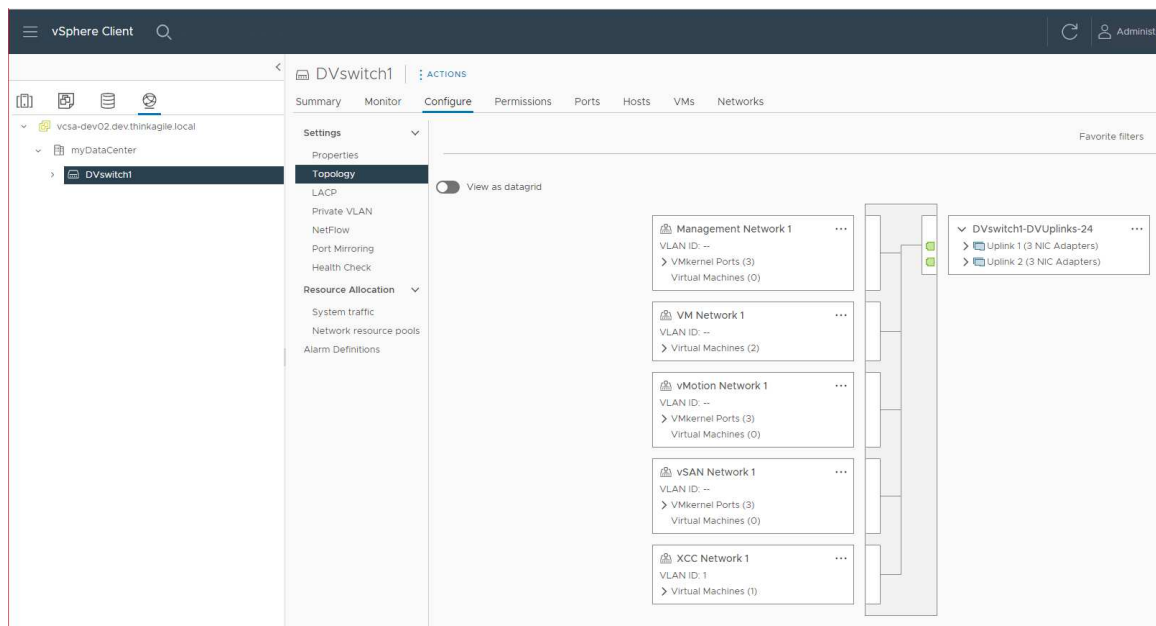 vSphere Client
Administ
DVswitch1
ACTIONS
Summary Monitor Configure Permissions Ports Hosts VMs Networks
vcsa-dev02.dev.thinkagile.local
myDataCenter
DVswitch1
Settings
Properties
Topology
LACP
Private VLAN
NetFlow
Port Mirroring
Health Check
Resource Allocation
System traffic
Network resource pools
Alarm Definitions
Favorite filters
View as datagrid
Management Network 1
VLAN ID: --
VMkernel Ports (3)
Virtual Machines (0)
VM Network 1
VLAN ID: --
Virtual Machines (2)
vMotion Network 1
VLAN ID: --
VMkernel Ports (3)
Virtual Machines (0)
vSAN Network 1
VLAN ID: --
VMkernel Ports (3)
Virtual Machines (0)
XCC Network 1
VLAN ID: 1
Virtual Machines (1)
DVswitch1-DVUplinks-24
Uplink 1 (3 NIC Adapters)
Uplink 2 (3 NIC Adapters)